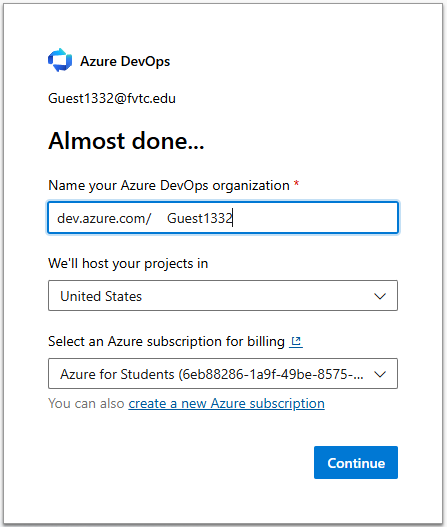 Azure DevOps
Guest1332@fvtc.edu
Almost done...
Name your Azure DevOps organization *
dev.azure.com/ Guest1332
We'll host your projects in
United States
Select an Azure subscription for billing
Azure for Students (6eb88286-1a9f-49be-8575-...
You can also create a new Azure subscription
Continue